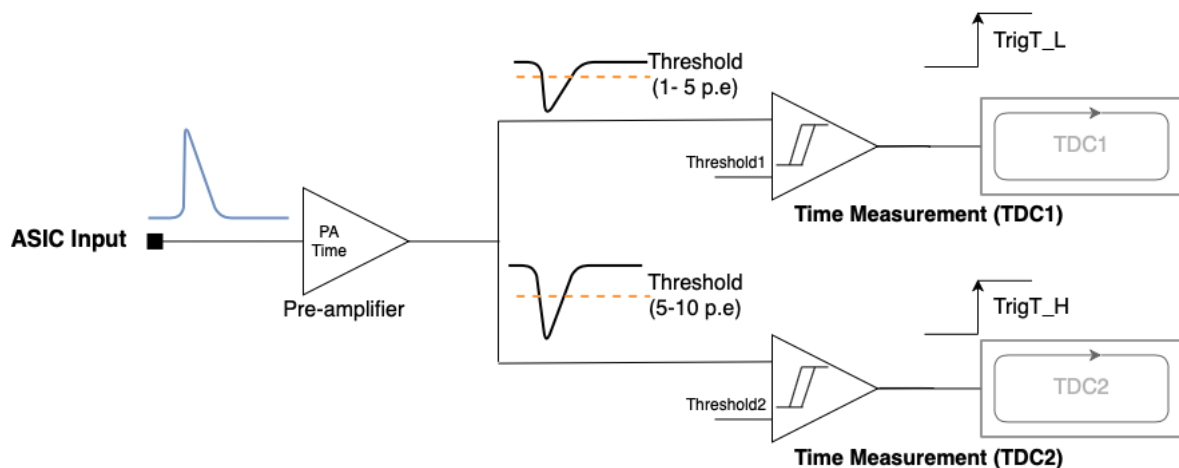 TrigT_L
Threshold
(1- 5 p.e)
TDC1
Threshold1
Time Measurement (TDC1)
ASIC Input
PA
Time
Pre-amplifier
Threshold
(5-10 p.e)
TrigT_H
TDC2
Threshold2
Time Measurement (TDC2)